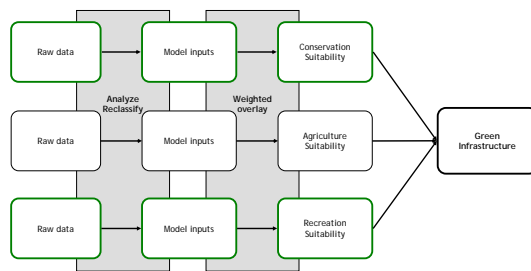 Raw data
Model inputs
Conservation
Suitability
Analyze
Reclassify
Weighted
overlay
Raw data
Model inputs
Agriculture
Suitability
Green
Infrastructure
Raw data
Model inputs
Recreation
Suitability